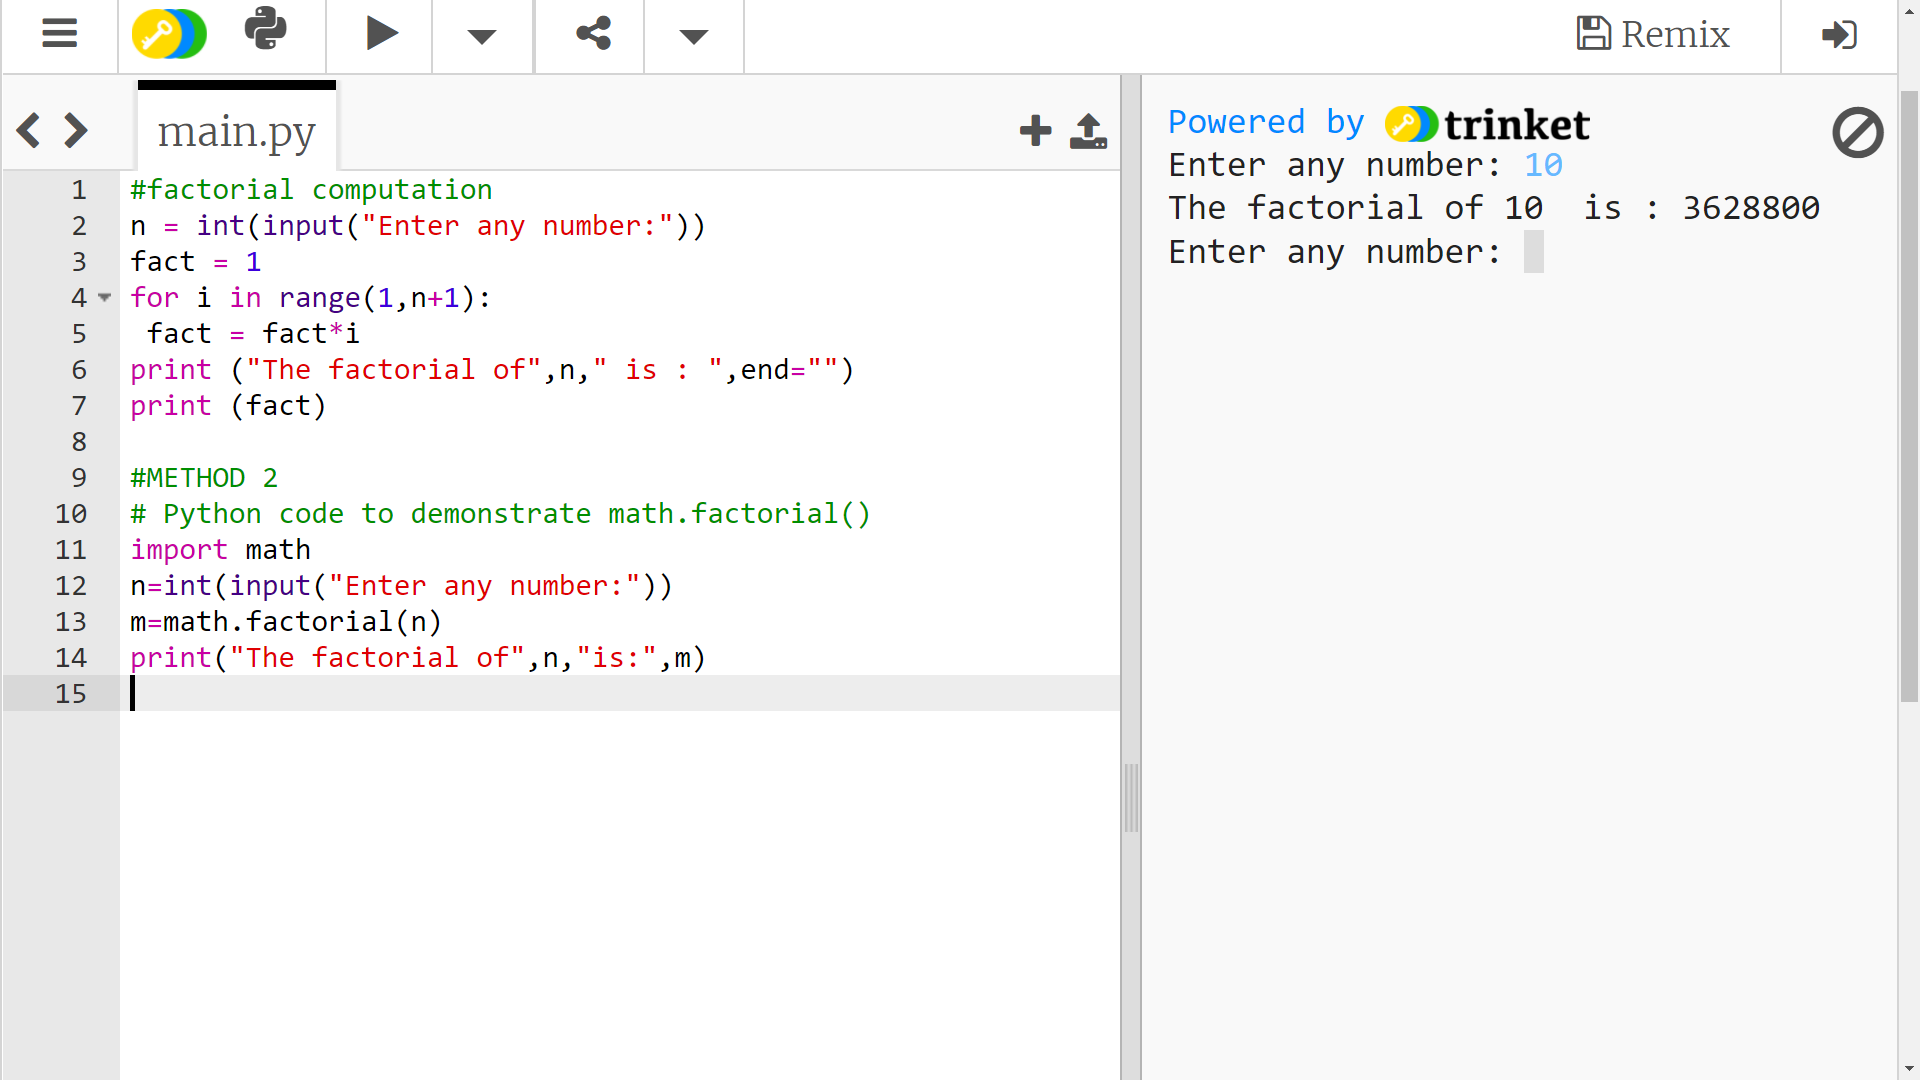 Remix
main.py
1 #factorial computation
2 n = int(input("Enter any number:"))
3 fact = 1
4 for i in range(1,n+1):
5  fact = fact*i
6 print ("The factorial of",n," is : ",end="")
7 print (fact)
8
9 #METHOD 2
10 # Python code to demonstrate math.factorial()
11 import math
12 n=int(input("Enter any number:"))
13 m=math.factorial(n)
14 print("The factorial of",n,"is:",m)
15
Powered by trinket
Enter any number: 10
The factorial of 10  is : 3628800
Enter any number: